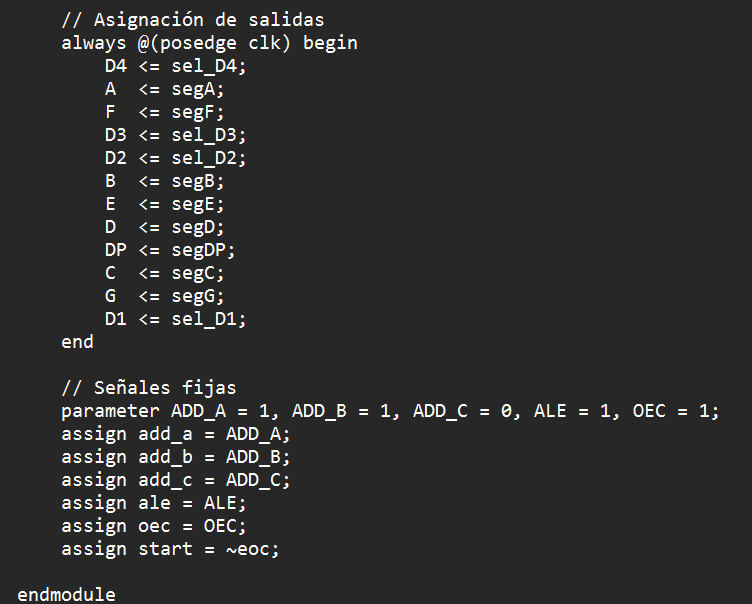 // Asignación de salidas
always @(posedge clk) begin
D4 <= sel_D4;
A <= segA;
F <= segF;
D3 <= sel_D3;
D2 <= sel_D2;
B <= segB;
E <= segE;
D <= segD;
DP <= segDP;
C <= segC;
G <= segG;
D1 <= sel_D1;
end
// Señales fijas
parameter ADD_A = 1, ADD_B = 1, ADD_C = 0, ALE = 1, OEC = 1;
assign add_a = ADD_A;
assign add_b = ADD_B;
assign add_c = ADD_C;
assign ale = ALE;
assign oec = OEC;
assign start = ~eoc;
endmodule